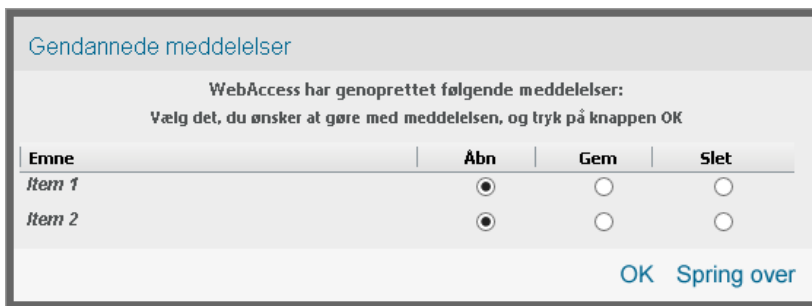 Gendannede meddelelser
WebAccess har genoprettet følgende meddelelser:
Vælg det, du ønsker at gøre med meddelelsen, og tryk på knappen OK
Emne Åbn Gem Slet
Item 1
Item 2
OK Spring over